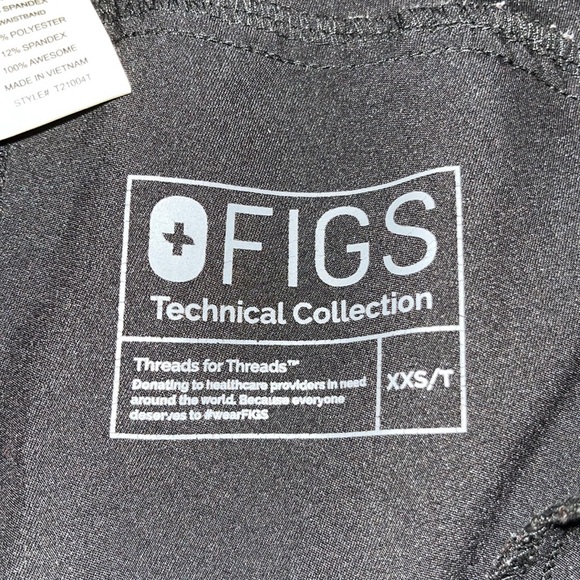 SPANDEX
WAISTBAND
% POLYESTER
12% SPANDEX
100% AWESOME
MADE IN VIETNAM
STYLE# T21004T
FIGS
Technical Collection
Threads for Threads™
Donating to healthcare providers in need
around the world. Because everyone
deserves to #wearFIGS
XXS/T